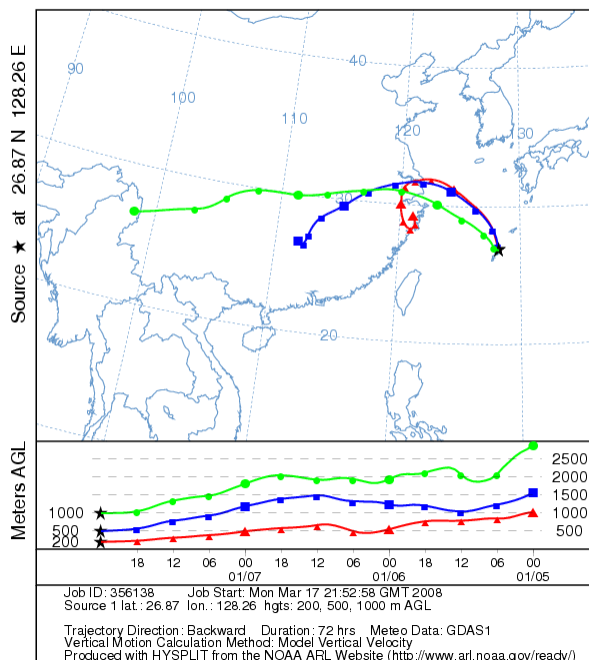 Source ★ at 26.87 N 128.26 E
90
100
110
40
120
130
30
20
Meters AGL
1000
500
200
2500
2000
1500
1000
500
18 12 06 00 18 12 06 00 18 12 06 00
01/07 01/06 01/05
Job ID: 356138 Job Start: Mon Mar 17 21:52:58 GMT 2008
Source 1 lat.: 26.87 lon.: 128.26 hgts: 200, 500, 1000 m AGL
Trajectory Direction: Backward Duration: 72 hrs Meteo Data: GDAS1
Vertical Motion Calculation Method: Model Vertical Velocity
Produced with HYSPLIT from the NOAA ARL Website (http://www.arl.noaa.gov/ready/)